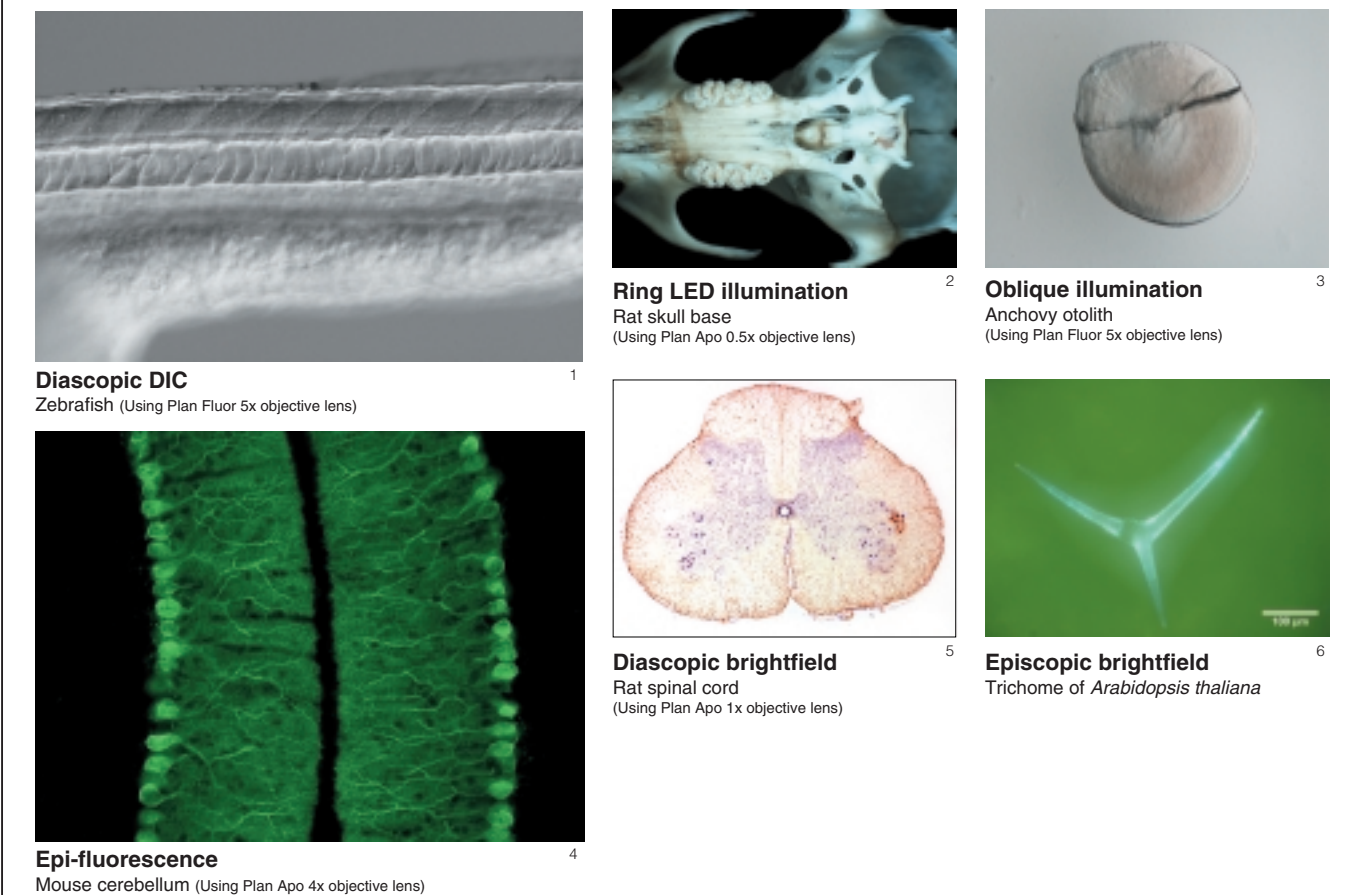 Diascopic DIC
1
Zebrafish (Using Plan Fluor 5x objective lens)
Ring LED illumination
2
Rat skull base
(Using Plan Apo 0.5x objective lens)
Oblique illumination
3
Anchovy otolith
(Using Plan Fluor 5x objective lens)
Epi-fluorescence
4
Mouse cerebellum (Using Plan Apo 4x objective lens)
Diascopic brightfield
5
Rat spinal cord
(Using Plan Apo 1x objective lens)
100 µm
Episcopic brightfield
6
Trichome of Arabidopsis thaliana